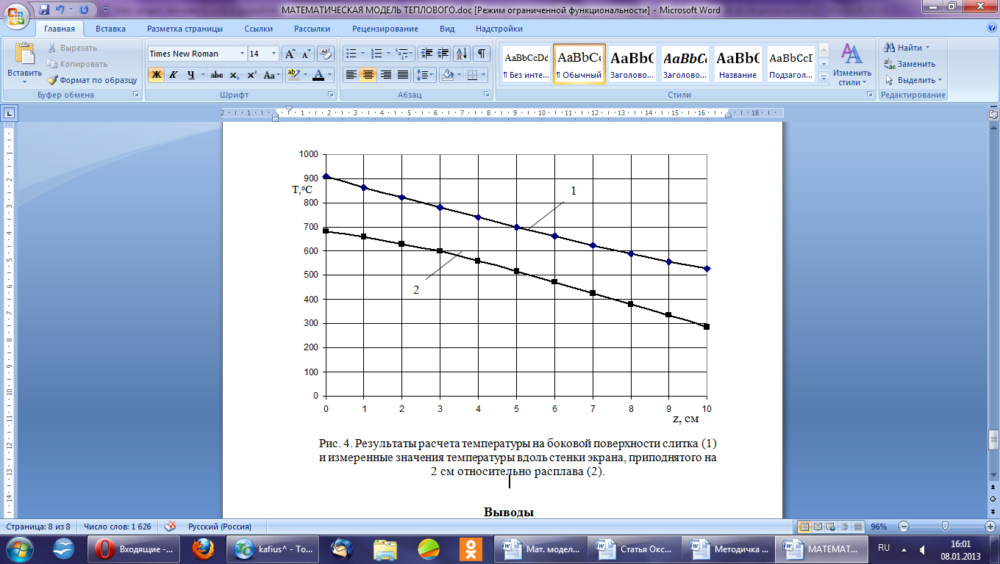 МАТЕМАТИЧЕСКАЯ МОДЕЛЬ ТЕПЛОВОГО.doc [Режим ограниченной функциональности] - Microsoft Word
Главная Вставка Разметка страницы Ссылки Рассылки Рецензирование Вид Надстройки
Вставить
Вырезать
Копировать
Формат по образцу
Буфер обмена
Times New Roman 14
Ж К Ч abc x₂ x² Aa
Шрифт
Абзац
AaBbCcDd AaBbCc AaBbC AaBbCc AaBbC AaBbCcI
¶ Без инте... ¶ Обычный Заголово... Заголово... Название Подзагол...
Изменить стили
Стили
Найти
Заменить
Выделить
Редактирование
2 1 1 2 3 4 5 6 7 8 9 10 11 12 13 14 15 16 18
1000
900
T,°C
800
700
600
500
400
300
200
100
0
1
2
0 1 2 3 4 5 6 7 8 9 10
z, см
Рис. 4. Результаты расчета температуры на боковой поверхности слитка (1)
и измеренные значения температуры вдоль стенки экрана, приподнятого на
2 см относительно расплава (2).
Выводы
Страница: 8 из 8 Число слов: 1 626 Русский (Россия) 96%
Входящие -... kafius^ - To... Мат. модел... Статья Окс... Методичка ... МАТЕМАТ... RU 16:01
08.01.2013